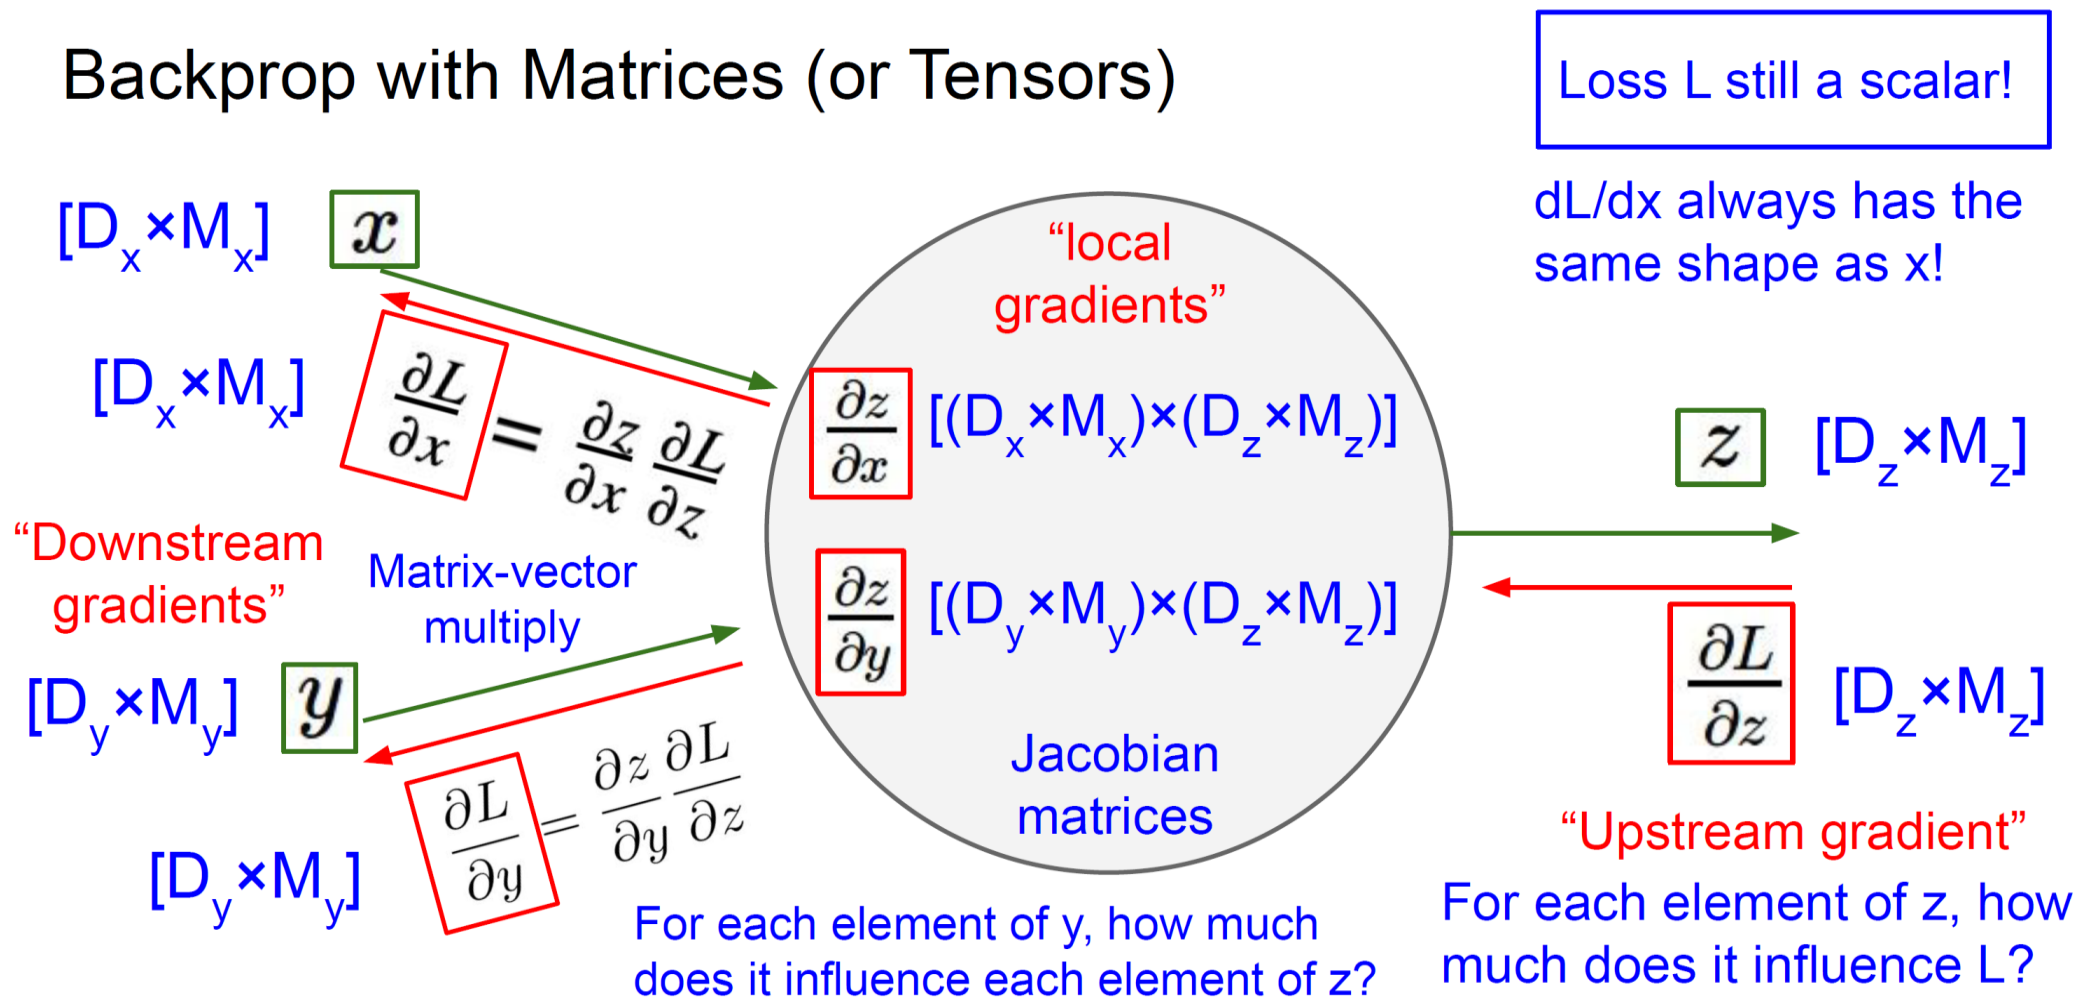 Backprop with Matrices (or Tensors)
Loss L still a scalar!
dL/dx always has the
same shape as x!
[Dx×Mx] x
[Dx×Mx]
∂L/∂x = ∂z/∂x ∂L/∂z
"Downstream
gradients"
Matrix-vector
multiply
[Dy×My] y
[Dy×My]
∂L/∂y = ∂z/∂y ∂L/∂z
“local
gradients”
∂z/∂x [(Dx×Mx)×(Dz×Mz)]
∂z/∂y [(Dy×My)×(Dz×Mz)]
Jacobian
matrices
For each element of y, how much
does it influence each element of z?
z [Dz×Mz]
∂L/∂z [Dz×Mz]
“Upstream gradient”
For each element of z, how
much does it influence L?